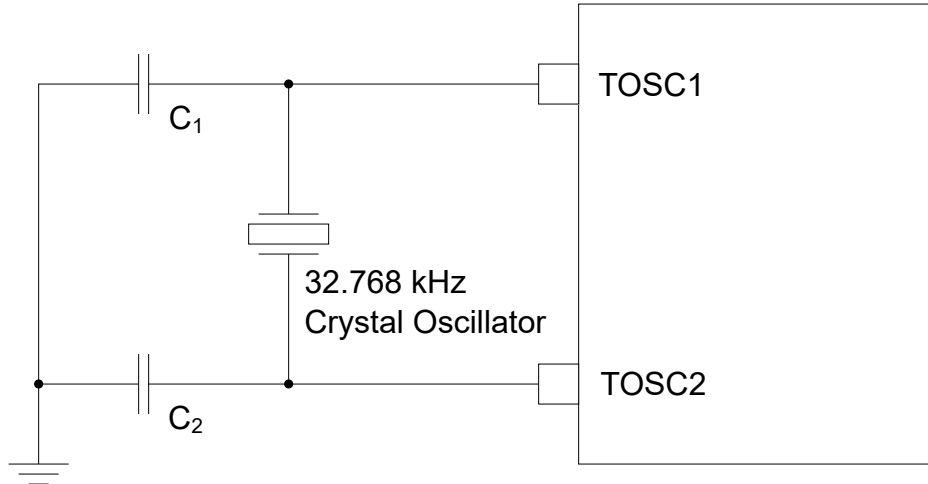 TOSC1
C₁
32.768 kHz
Crystal Oscillator
TOSC2
C₂